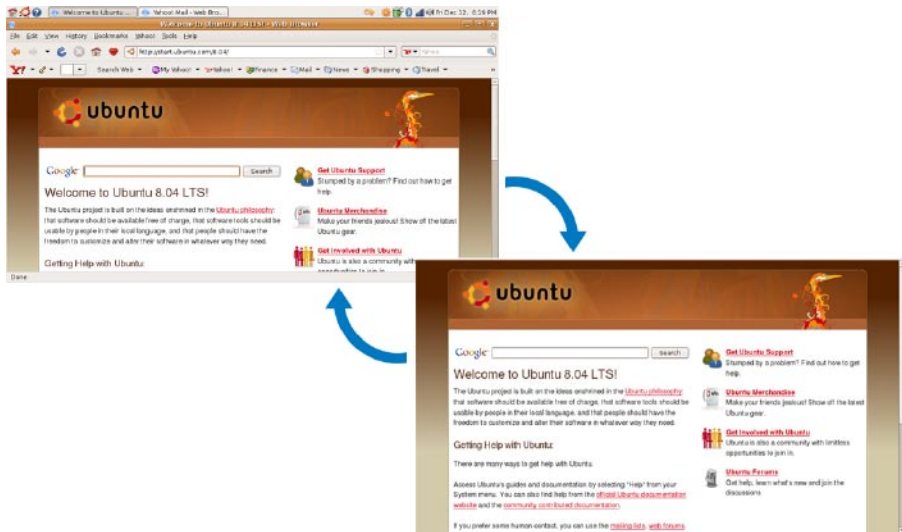 Welcome to Ubuntu ...
Yahoo! Mail - Web Bro...
Fri Dec 12, 6:19 PM
Welcome to Ubuntu 8.04 LTS! - Web Browser
File Edit View History Bookmarks Yahoo! Tools Help
http://start.ubuntu.com/8.04/
Y! Search Web My Yahoo! Yahoo! Finance Mail News Shopping Travel
ubuntu
Google Search
Welcome to Ubuntu 8.04 LTS!
The Ubuntu project is built on the ideas enshrined in the Ubuntu philosophy:
that software should be available free of charge, that software tools should be
usable by people in their local language, and that people should have the
freedom to customize and alter their software in whatever way they need.
Getting Help with Ubuntu:
Get Ubuntu Support
Stumped by a problem? Find out how to get
help.
Ubuntu Merchandise
Make your friends jealous! Show off the latest
Ubuntu gear.
Get Involved with Ubuntu
Ubuntu is also a community with
opportunities to join in.
Done
ubuntu
Google Search
Welcome to Ubuntu 8.04 LTS!
The Ubuntu project is built on the ideas enshrined in the Ubuntu philosophy:
that software should be available free of charge, that software tools should be
usable by people in their local language, and that people should have the
freedom to customize and alter their software in whatever way they need.
Getting Help with Ubuntu:
There are many ways to get help with Ubuntu.
Access Ubuntu's guides and documentation by selecting "Help" from your
System menu. You can also find help from the official Ubuntu documentation
website and the community contributed documentation.
If you prefer some human contact, you can use the mailing lists, web forums,
Get Ubuntu Support
Stumped by a problem? Find out how to get
help.
Ubuntu Merchandise
Make your friends jealous! Show off the latest
Ubuntu gear.
Get Involved with Ubuntu
Ubuntu is also a community with limitless
opportunities to join in.
Ubuntu Forums
Get help, learn what's new and join the
discussions